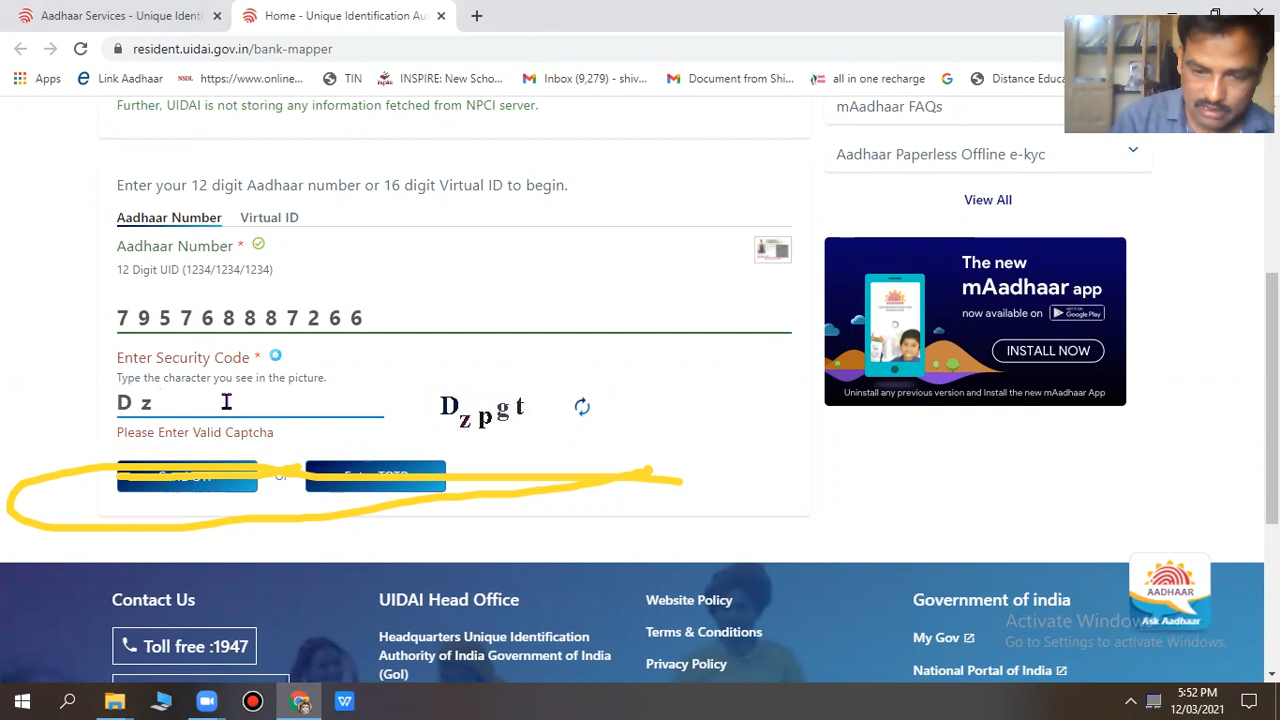 Aadhaar Services - Unique Identi
Home - Unique Identification Aut
resident.uidai.gov.in/bank-mapper
Apps
Link Aadhaar
NSDL
https://www.online...
TIN
INSPIRE: New Scho...
Inbox (9,279) - shiv...
Document from Shi...
all in one recharge
Distance Educa
Further, UIDAI is not storing any information fetched from NPCI server.
mAadhaar FAQs
Aadhaar Paperless Offline e-kyc
View All
Enter your 12 digit Aadhaar number or 16 digit Virtual ID to begin.
Aadhaar Number
Virtual ID
Aadhaar Number *
12 Digit UID (1234/1234/1234)
7 9 5 7 6 8 8 8 7 2 6 6
Enter Security Code *
Type the character you see in the picture.
D z
D z p g t
Please Enter Valid Captcha
The new
mAadhaar app
now available on
Google Play
INSTALL NOW
Uninstall any previous version and Install the new mAadhaar App
Contact Us
Toll free :1947
UIDAI Head Office
Headquarters Unique Identification
Authority of India Government of India
(GoI)
Website Policy
Terms & Conditions
Privacy Policy
Government of india
My Gov
National Portal of India
AADHAAR
Ask Aadhaar
Activate Windows
Go to Settings to activate Windows.
5:52 PM
12/03/2021